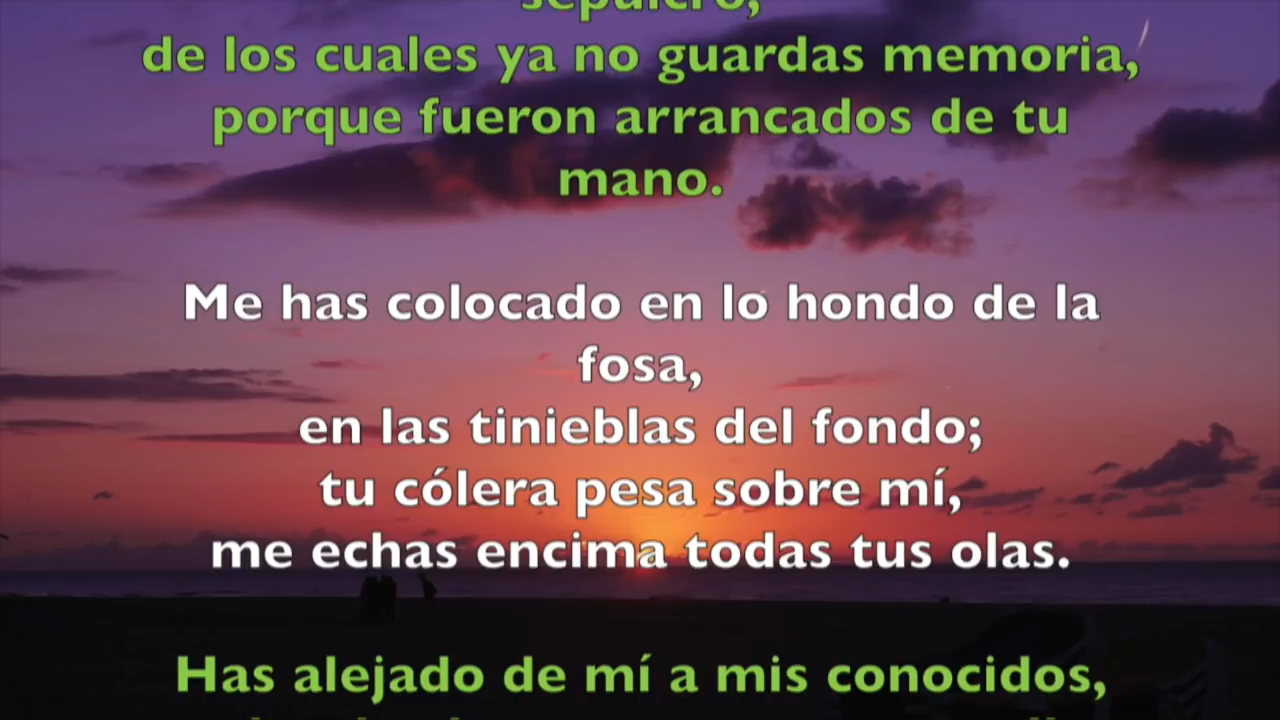 sepulcro,
de los cuales ya no guardas memoria,
porque fueron arrancados de tu
mano.
Me has colocado en lo hondo de la
fosa,
en las tinieblas del fondo;
tu cólera pesa sobre mí,
me echas encima todas tus olas.
Has alejado de mí a mis conocidos,